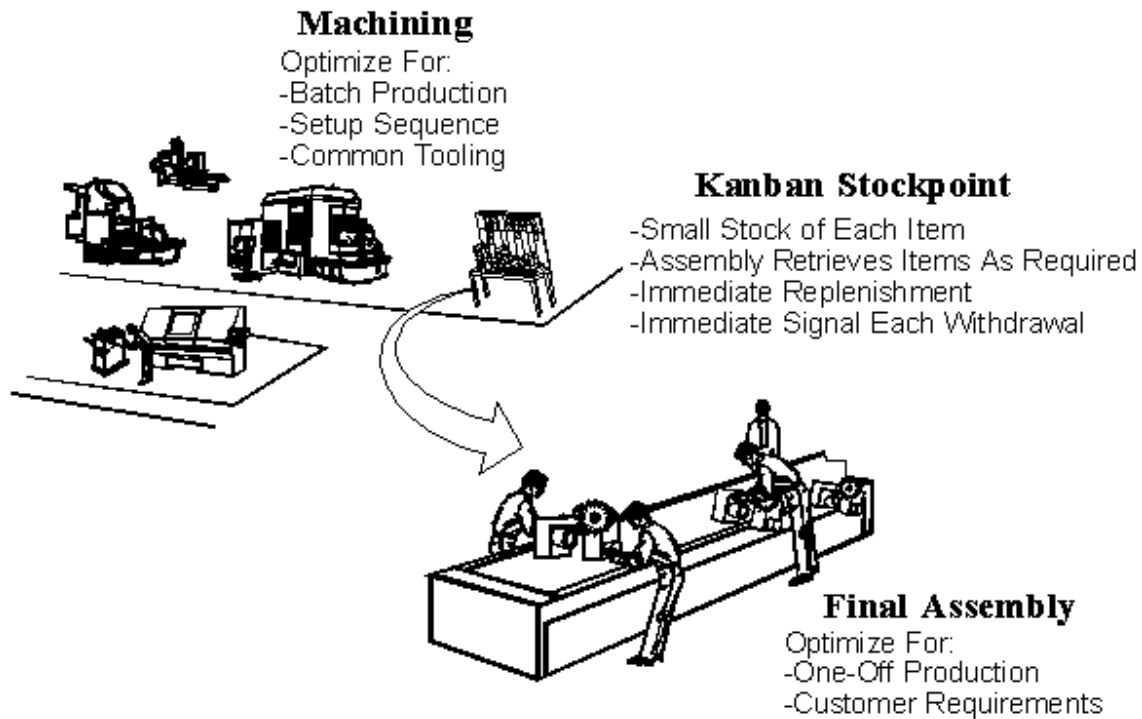 Machining
Optimize For:
-Batch Production
-Setup Sequence
-Common Tooling
Kanban Stockpoint
-Small Stock of Each Item
-Assembly Retrieves Items As Required
-Immediate Replenishment
-Immediate Signal Each Withdrawal
Final Assembly
Optimize For:
-One-Off Production
-Customer Requirements